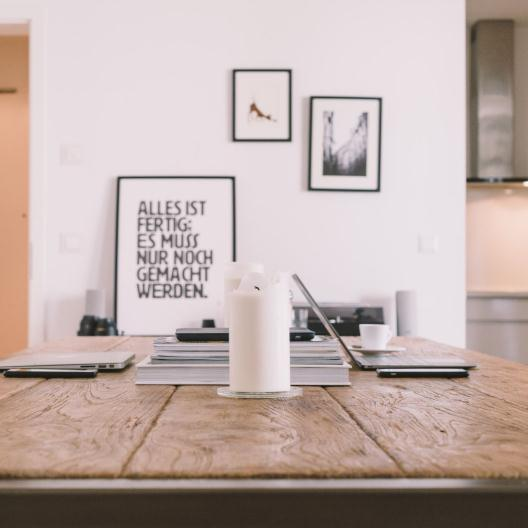 ALLES IST
FERTIG:
ES MUSS
NUR NOCH
GEMACHT
WERDEN.